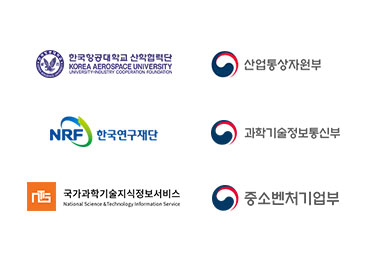 한국항공대학교 산학협력단
KOREA AEROSPACE UNIVERSITY
UNIVERSITY-INDUSTRY COOPERATION FOUNDATION
산업통상자원부
NRF 한국연구재단
과학기술정보통신부
NTIS 국가과학기술지식정보서비스
National Science & Technology Information Service
중소벤처기업부